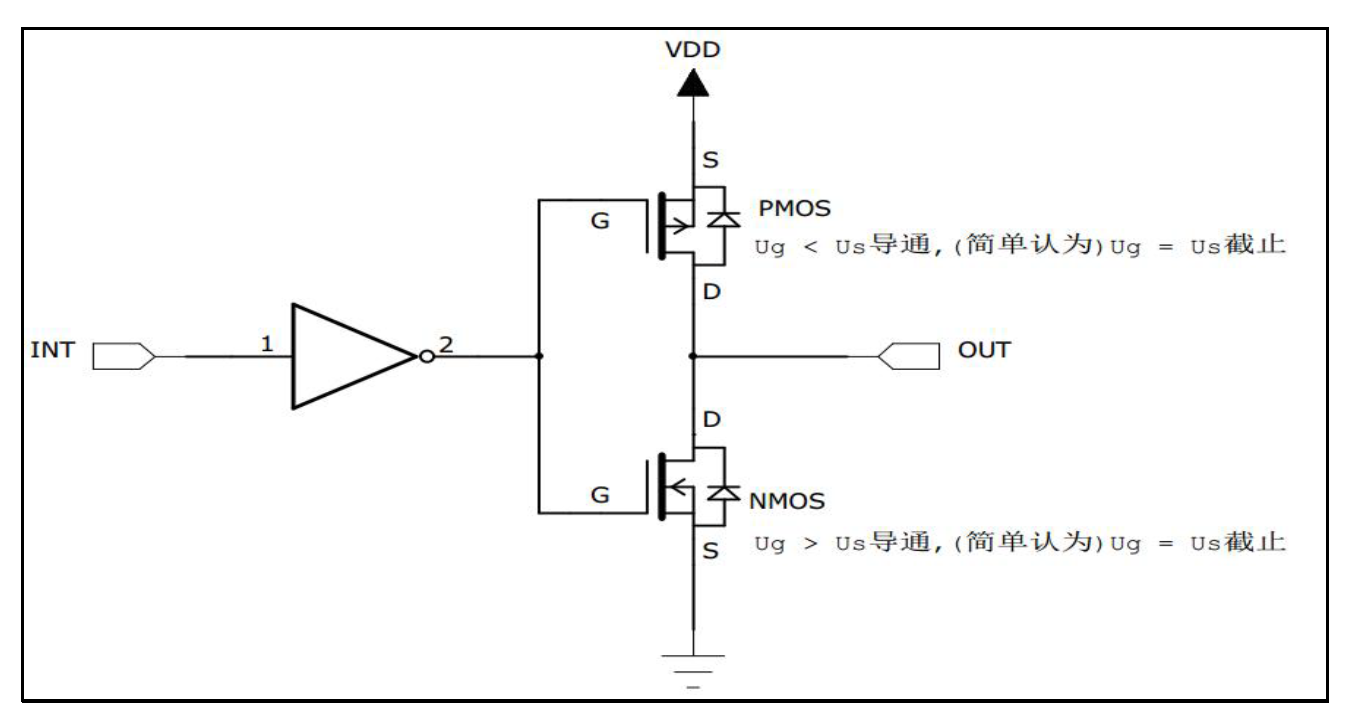 VDD
S
G
PMOS
Ug < Us导通,(简单认为)Ug = Us截止
D
INT
1
2
OUT
D
G
NMOS
Ug > Us导通,(简单认为)Ug = Us截止
S